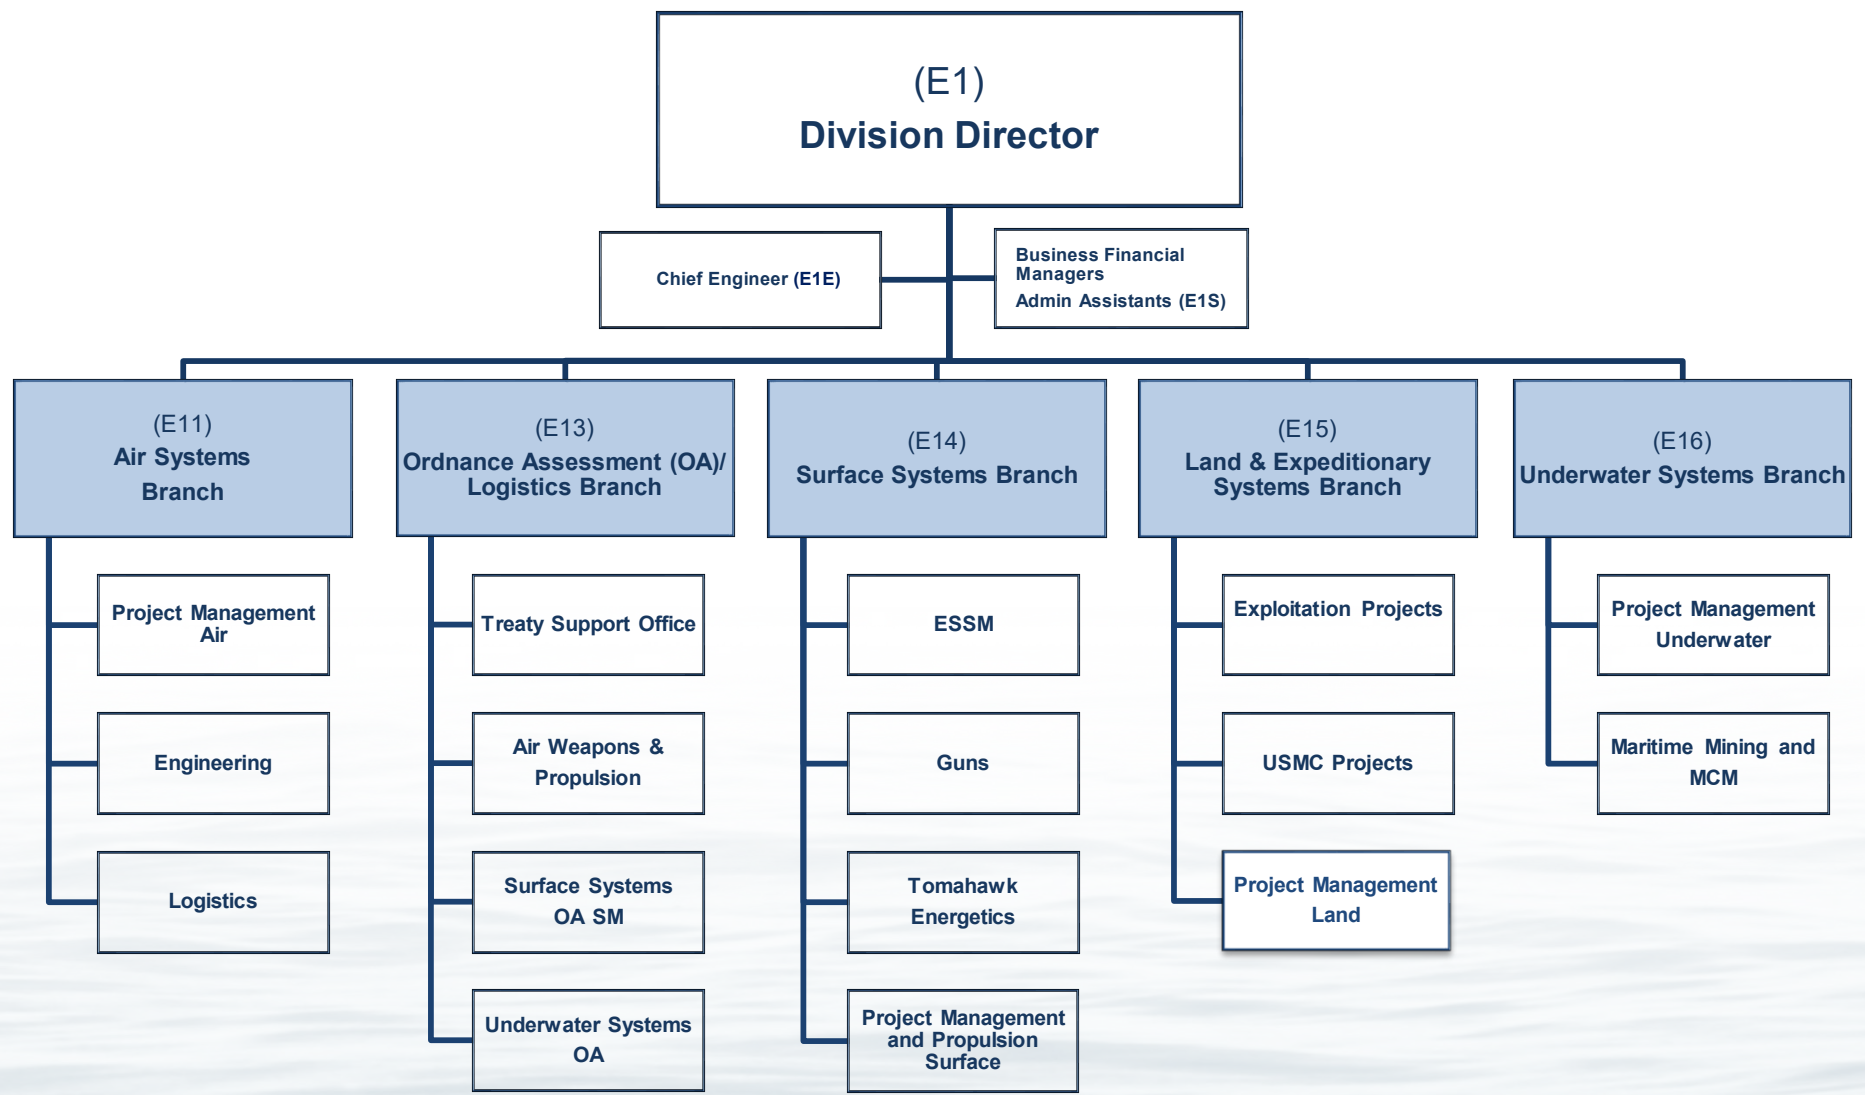 (E1)
Division Director
Chief Engineer (E1E)
Business Financial
Managers
Admin Assistants (E1S)
(E11)
Air Systems
Branch
(E13)
Ordnance Assessment (OA)/
Logistics Branch
(E14)
Surface Systems Branch
(E15)
Land & Expeditionary
Systems Branch
(E16)
Underwater Systems Branch
Project Management
Air
Engineering
Logistics
Treaty Support Office
Air Weapons &
Propulsion
Surface Systems
OA SM
Underwater Systems
OA
ESSM
Guns
Tomahawk
Energetics
Project Management
and Propulsion
Surface
Exploitation Projects
USMC Projects
Project Management
Land
Project Management
Underwater
Maritime Mining and
MCM